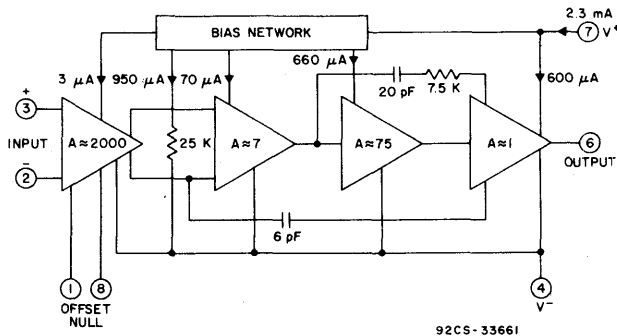 BIAS NETWORK
2.3 mA
7 V+
3 μA
950 μA
70 μA
660 μA
600 μA
20 pF
7.5 K
+
3
INPUT
−
2
A≈2000
25 K
A≈7
A≈75
A≈1
6
OUTPUT
6 pF
1
8
OFFSET
NULL
4
V−
92CS-33661